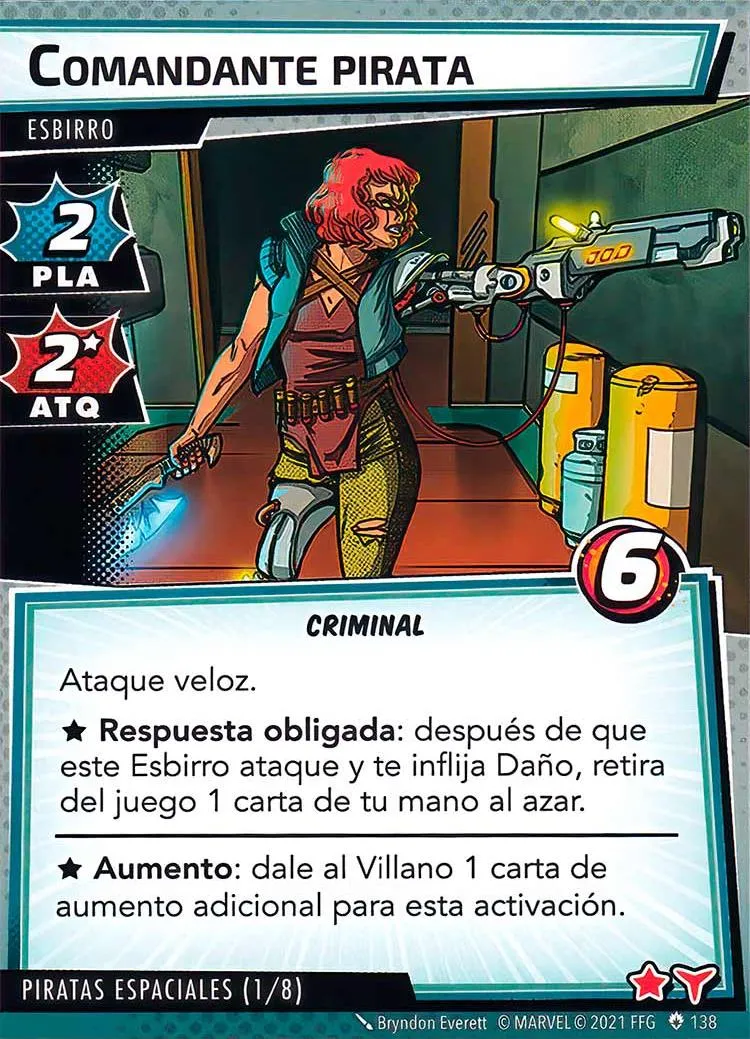 COMANDANTE PIRATA
ESBIRRO
2
PLA
2★
ATQ
JOD
6
CRIMINAL
Ataque veloz.
★ Respuesta obligada: después de que
este Esbirro ataque y te inflija Daño, retira
del juego 1 carta de tu mano al azar.
★ Aumento: dale al Villano 1 carta de
aumento adicional para esta activación.
PIRATAS ESPACIALES (1/8)
Bryndon Everett © MARVEL © 2021 FFG 138